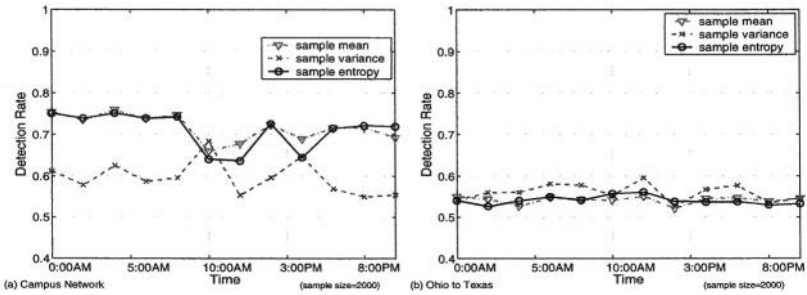 1
0.9
0.8
0.7
0.6
0.5
0.4
Detection Rate
sample mean
sample variance
sample entropy
0:00AM
5:00AM
10:00AM
3:00PM
8:00PM
Time
(a) Campus Network
(sample size=2000)
1
0.9
0.8
0.7
0.6
0.5
0.4
Detection Rate
sample mean
sample variance
sample entropy
0:00AM
5:00AM
10:00AM
3:00PM
8:00PM
Time
(b) Ohio to Texas
(sample size=2000)